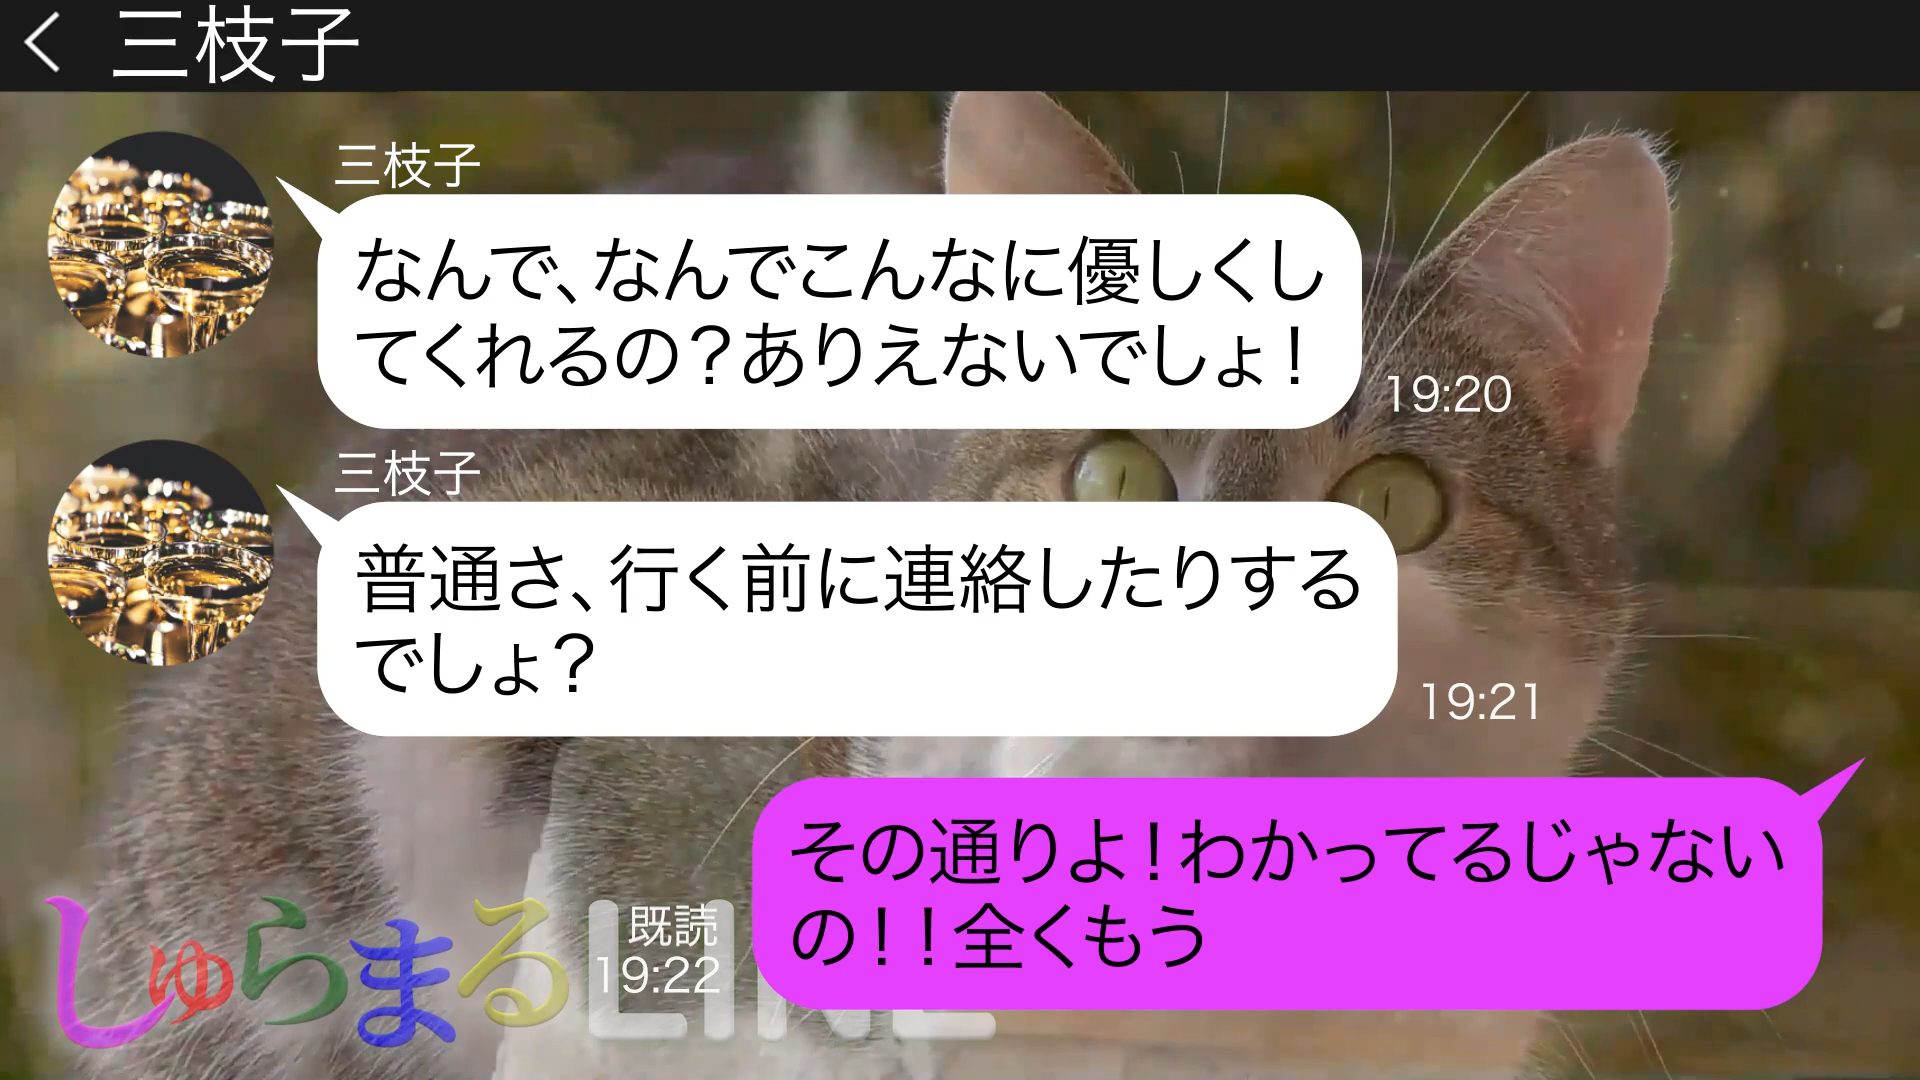 三枝子
三枝子
なんで、なんでこんなに優しくし
てくれるの？ありえないでしょ！
19:20
三枝子
普通さ、行く前に連絡したりする
でしょ？
19:21
その通りよ！わかってるじゃない
の！！全くもう
既読
19:22
しゅらまるLINE